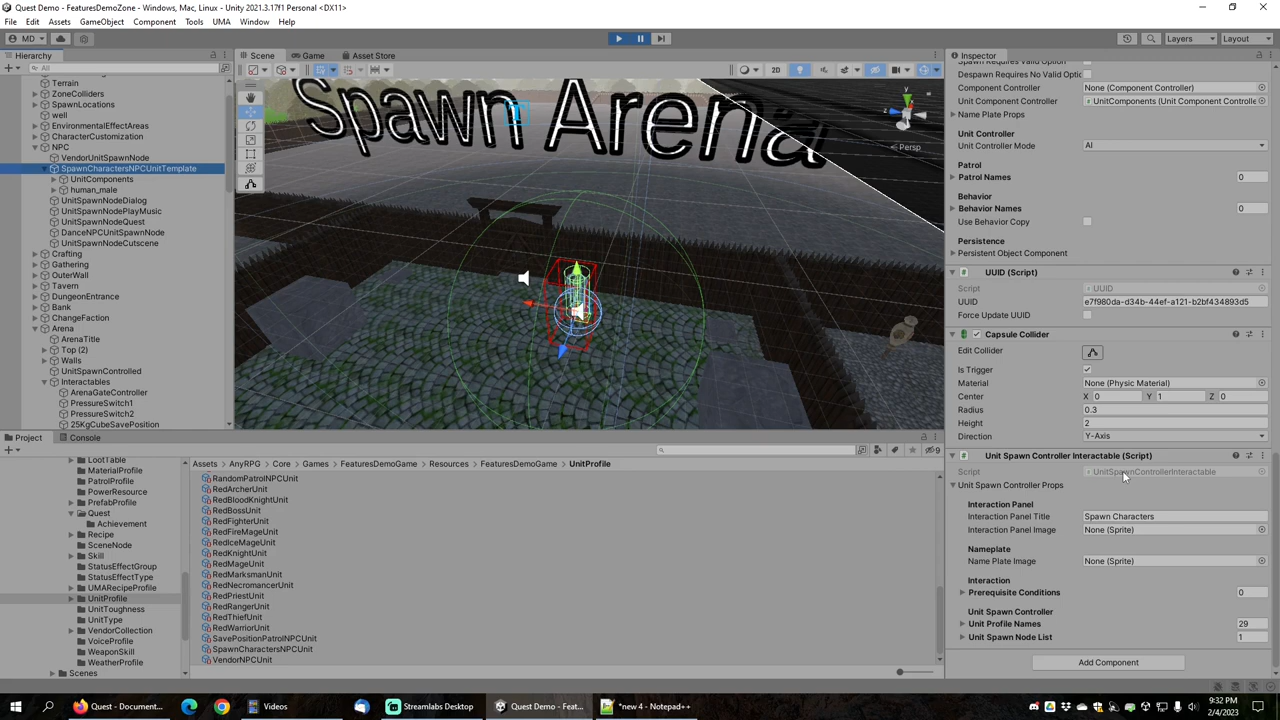 Quest Demo - FeaturesDemoZone - Windows, Mac, Linux - Unity 2021.3.17f1 Personal <DX11>
File Edit Assets GameObject Component Tools UMA Window Help
MD Layers Layout
Hierarchy
All
Terrain
ZoneColliders
SpawnLocations
well
EnvironmentalEffectAreas
CharacterCustomization
NPC
VendorUnitSpawnNode
SpawnCharactersNPCUnitTemplate
UnitComponents
human_male
UnitSpawnNodeDialog
UnitSpawnNodePlayMusic
UnitSpawnNodeQuest
DanceNPCUnitSpawnNode
UnitSpawnNodeCutscene
Crafting
Gathering
OuterWall
Tavern
DungeonEntrance
Bank
ChangeFaction
Arena
ArenaTitle
Top (2)
Walls
UnitSpawnControlled
Interactables
ArenaGateController
PressureSwitch1
PressureSwitch2
25KgCubeSavePosition
Scene Game Asset Store
2D
Spawn Arena
y
Persp
Inspector
Despawn Requires No Valid Optic
Component Controller None (Component Controller)
Unit Component Controller UnitComponents (Unit Component Controlle
Name Plate Props
Unit Controller
Unit Controller Mode AI
Patrol
Patrol Names 0
Behavior
Behavior Names 0
Use Behavior Copy
Persistence
Persistent Object Component
UUID (Script)
Script UUID
UUID e7f980da-d34b-44ef-a121-b2bf434893d5
Force Update UUID
Capsule Collider
Edit Collider
Is Trigger
Material None (Physic Material)
Center X 0 Y 1 Z 0
Radius 0.3
Height 2
Direction Y-Axis
Unit Spawn Controller Interactable (Script)
Script UnitSpawnControllerInteractable
Unit Spawn Controller Props
Interaction Panel
Interaction Panel Title Spawn Characters
Interaction Panel Image None (Sprite)
Nameplate
Name Plate Image None (Sprite)
Interaction
Prerequisite Conditions 0
Unit Spawn Controller
Unit Profile Names 29
Unit Spawn Node List 1
Add Component
Project Console
9
LootTable
MaterialProfile
PatrolProfile
PowerResource
PrefabProfile
Quest
Achievement
Recipe
SceneNode
Skill
StatusEffectGroup
StatusEffectType
UMARecipeProfile
UnitProfile
UnitToughness
UnitType
VendorCollection
VoiceProfile
WeaponSkill
WeatherProfile
Scenes
Assets > AnyRPG > Core > Games > FeaturesDemoGame > Resources > FeaturesDemoGame > UnitProfile
RandomPatrolNPCUnit
RedArcherUnit
RedBloodKnightUnit
RedBossUnit
RedFighterUnit
RedFireMageUnit
RedIceMageUnit
RedKnightUnit
RedMageUnit
RedMarksmanUnit
RedNecromancerUnit
RedPriestUnit
RedRangerUnit
RedThiefUnit
RedWarriorUnit
SavePositionPatrolNPCUnit
SpawnCharactersNPCUnit
VendorNPCUnit
Quest - Document... Videos Streamlabs Desktop Quest Demo - Feat... *new 4 - Notepad++
9:32 PM
2/4/2023